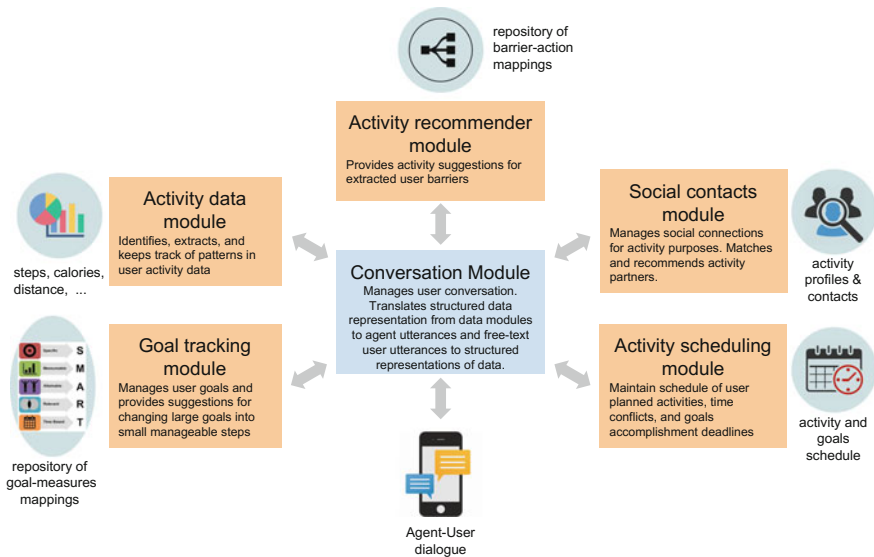 repository of
barrier-action
mappings
Activity recommender
module
Provides activity suggestions for
extracted user barriers
Activity data
module
Identifies, extracts, and
keeps track of patterns in
user activity data
steps, calories,
distance, ...
Social contacts
module
Manages social connections
for activity purposes. Matches
and recommends activity
partners.
activity
profiles &
contacts
Conversation Module
Manages user conversation.
Translates structured data
representation from data modules
to agent utterances and free-text
user utterances to structured
representations of data.
Specific S
Measurable M
Attainable A
Relevant R
Time Based T
repository of
goal-measures
mappings
Goal tracking
module
Manages user goals and
provides suggestions for
changing large goals into
small manageable steps
Activity scheduling
module
Maintain schedule of user
planned activities, time
conflicts, and goals
accomplishment deadlines
activity and
goals
schedule
Agent-User
dialogue